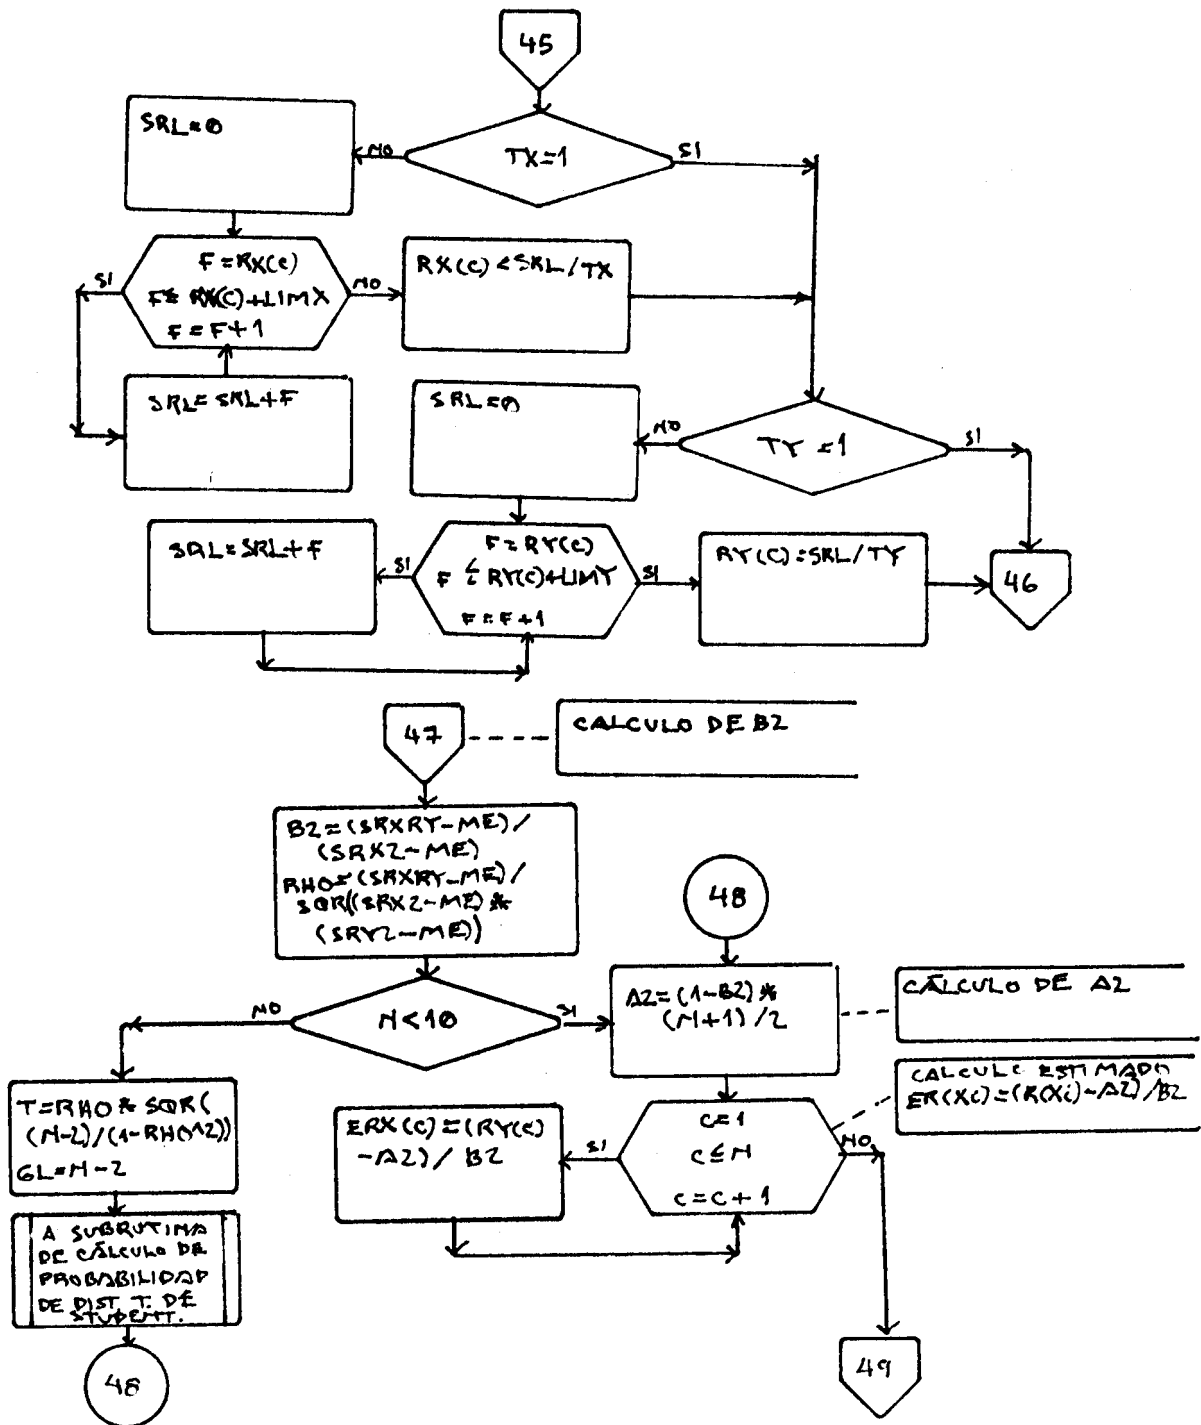 45
TX=1
NO
SI
SRL=0
F=RX(C)
F≤RX(C)+LIMX
F=F+1
SI
NO
RX(C)<SRL/TX
SRL=SRL+F
SRL=0
NO
TY=1
SI
SRL=SRL+F
SI
F=RY(C)
F≤RY(C)+LIMY
F=F+1
SI
RY(C)=SRL/TY
46
47
CALCULO DE B2
B2=(SRXRY-ME)/
(SRX2-ME)
RHO=(SRXRY-ME)/
SQR((SRX2-ME)*
(SRY2-ME))
48
NO
N<10
SI
A2=(1-B2)*
(N+1)/2
CÁLCULO DE A2
CALCULO ESTIMADO
ER(Xi)=(R(Xi)-A2)/B2
T=RHO*SQR(
(N-2)/(1-RHO^2))
GL=N-2
ERX(C)=(RY(C)
-A2)/B2
SI
C=1
C≤N
C=C+1
NO
A SUBRUTINA
DE CÁLCULO DE
PROBABILIDAD
DE DIST. T. DE
STUDENT.
48
49